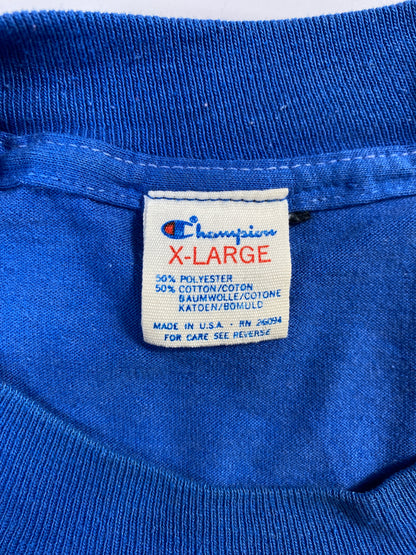 Champion
X-LARGE
50% POLYESTER
50% COTTON/COTON
BAUMWOLLE/COTONE
KATOEN/BOMULD
MADE IN U.S.A. - RN 26094
FOR CARE SEE REVERSE